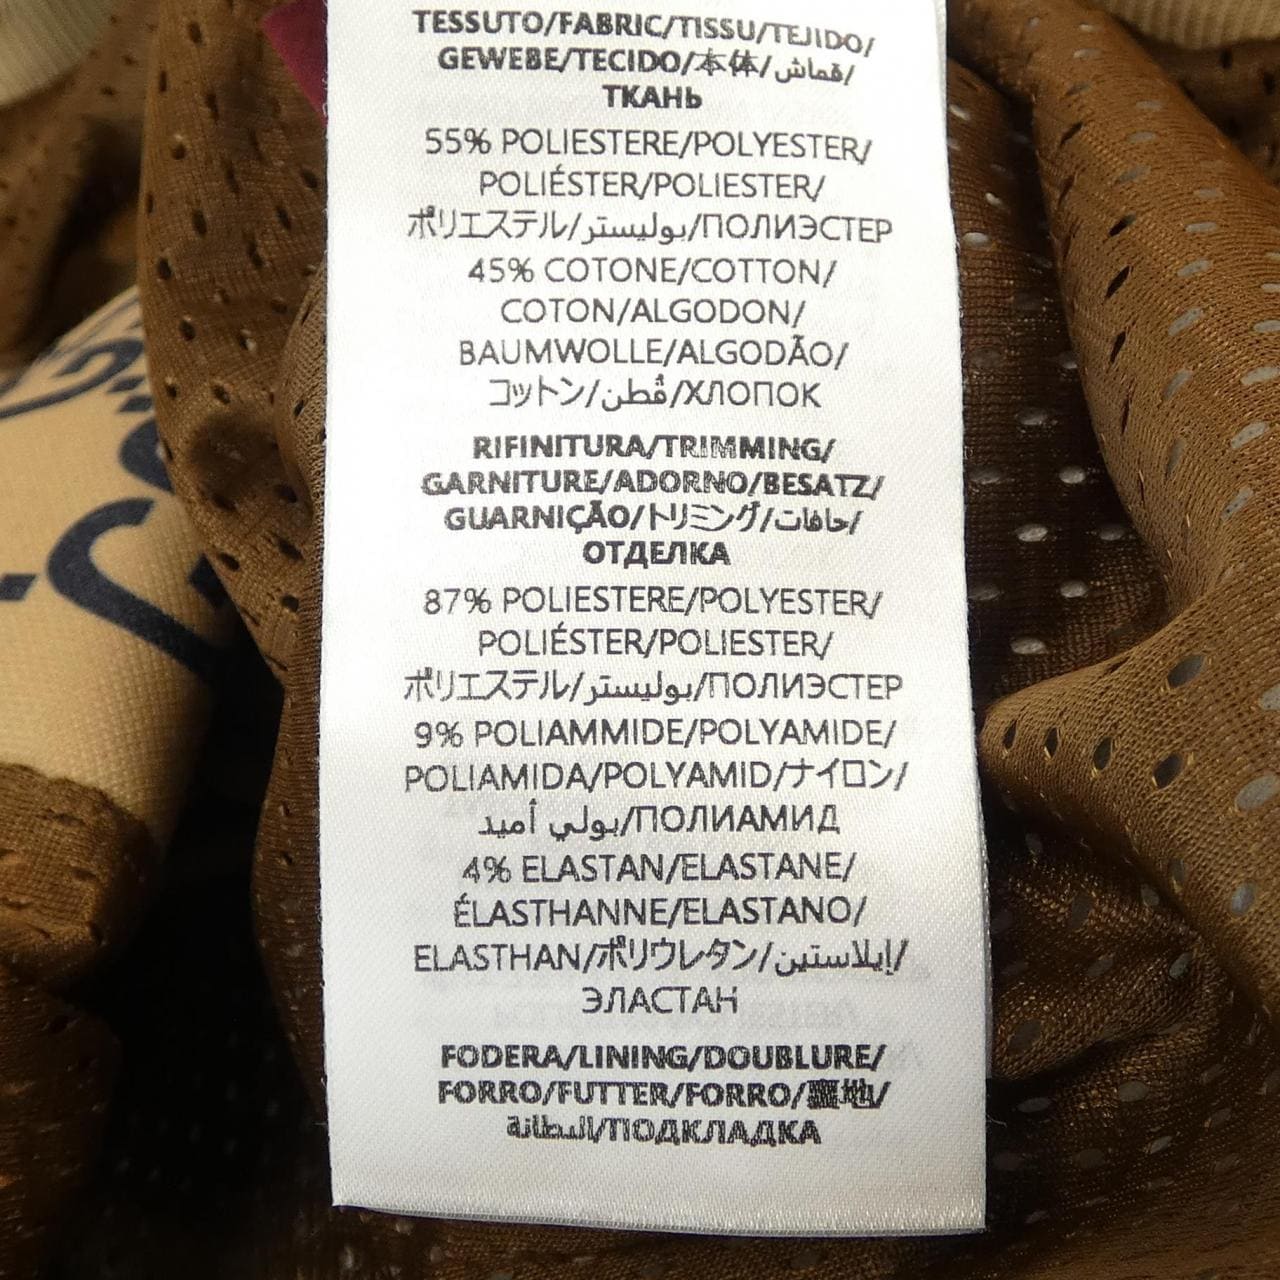 TESSUTO/FABRIC/TISSU/TEJIDO/
GEWEBE/TECIDO/本体/قماش/
ТКАНЬ
55% POLIESTERE/POLYESTER/
POLIÉSTER/POLIESTER/
ポリエステル/بوليستر/ПОЛИЭСТЕР
45% COTONE/COTTON/
COTON/ALGODON/
BAUMWOLLE/ALGODÃO/
コットン/قُطن/ХЛОПОК
RIFINITURA/TRIMMING/
GARNITURE/ADORNO/BESATZ/
GUARNIÇÃO/トリミング/حافات/
ОТДЕЛКА
87% POLIESTERE/POLYESTER/
POLIÉSTER/POLIESTER/
ポリエステル/بوليستر/ПОЛИЭСТЕР
9% POLIAMMIDE/POLYAMIDE/
POLIAMIDA/POLYAMID/ナイロン/
بولي أميد/ПОЛИАМИД
4% ELASTAN/ELASTANE/
ÉLASTHANNE/ELASTANO/
ELASTHAN/ポリウレタン/إيلاستين/
ЭЛАСТАН
FODERA/LINING/DOUBLURE/
FORRO/FUTTER/FORRO/裏地/
البطانة/ПОДКЛАДКА